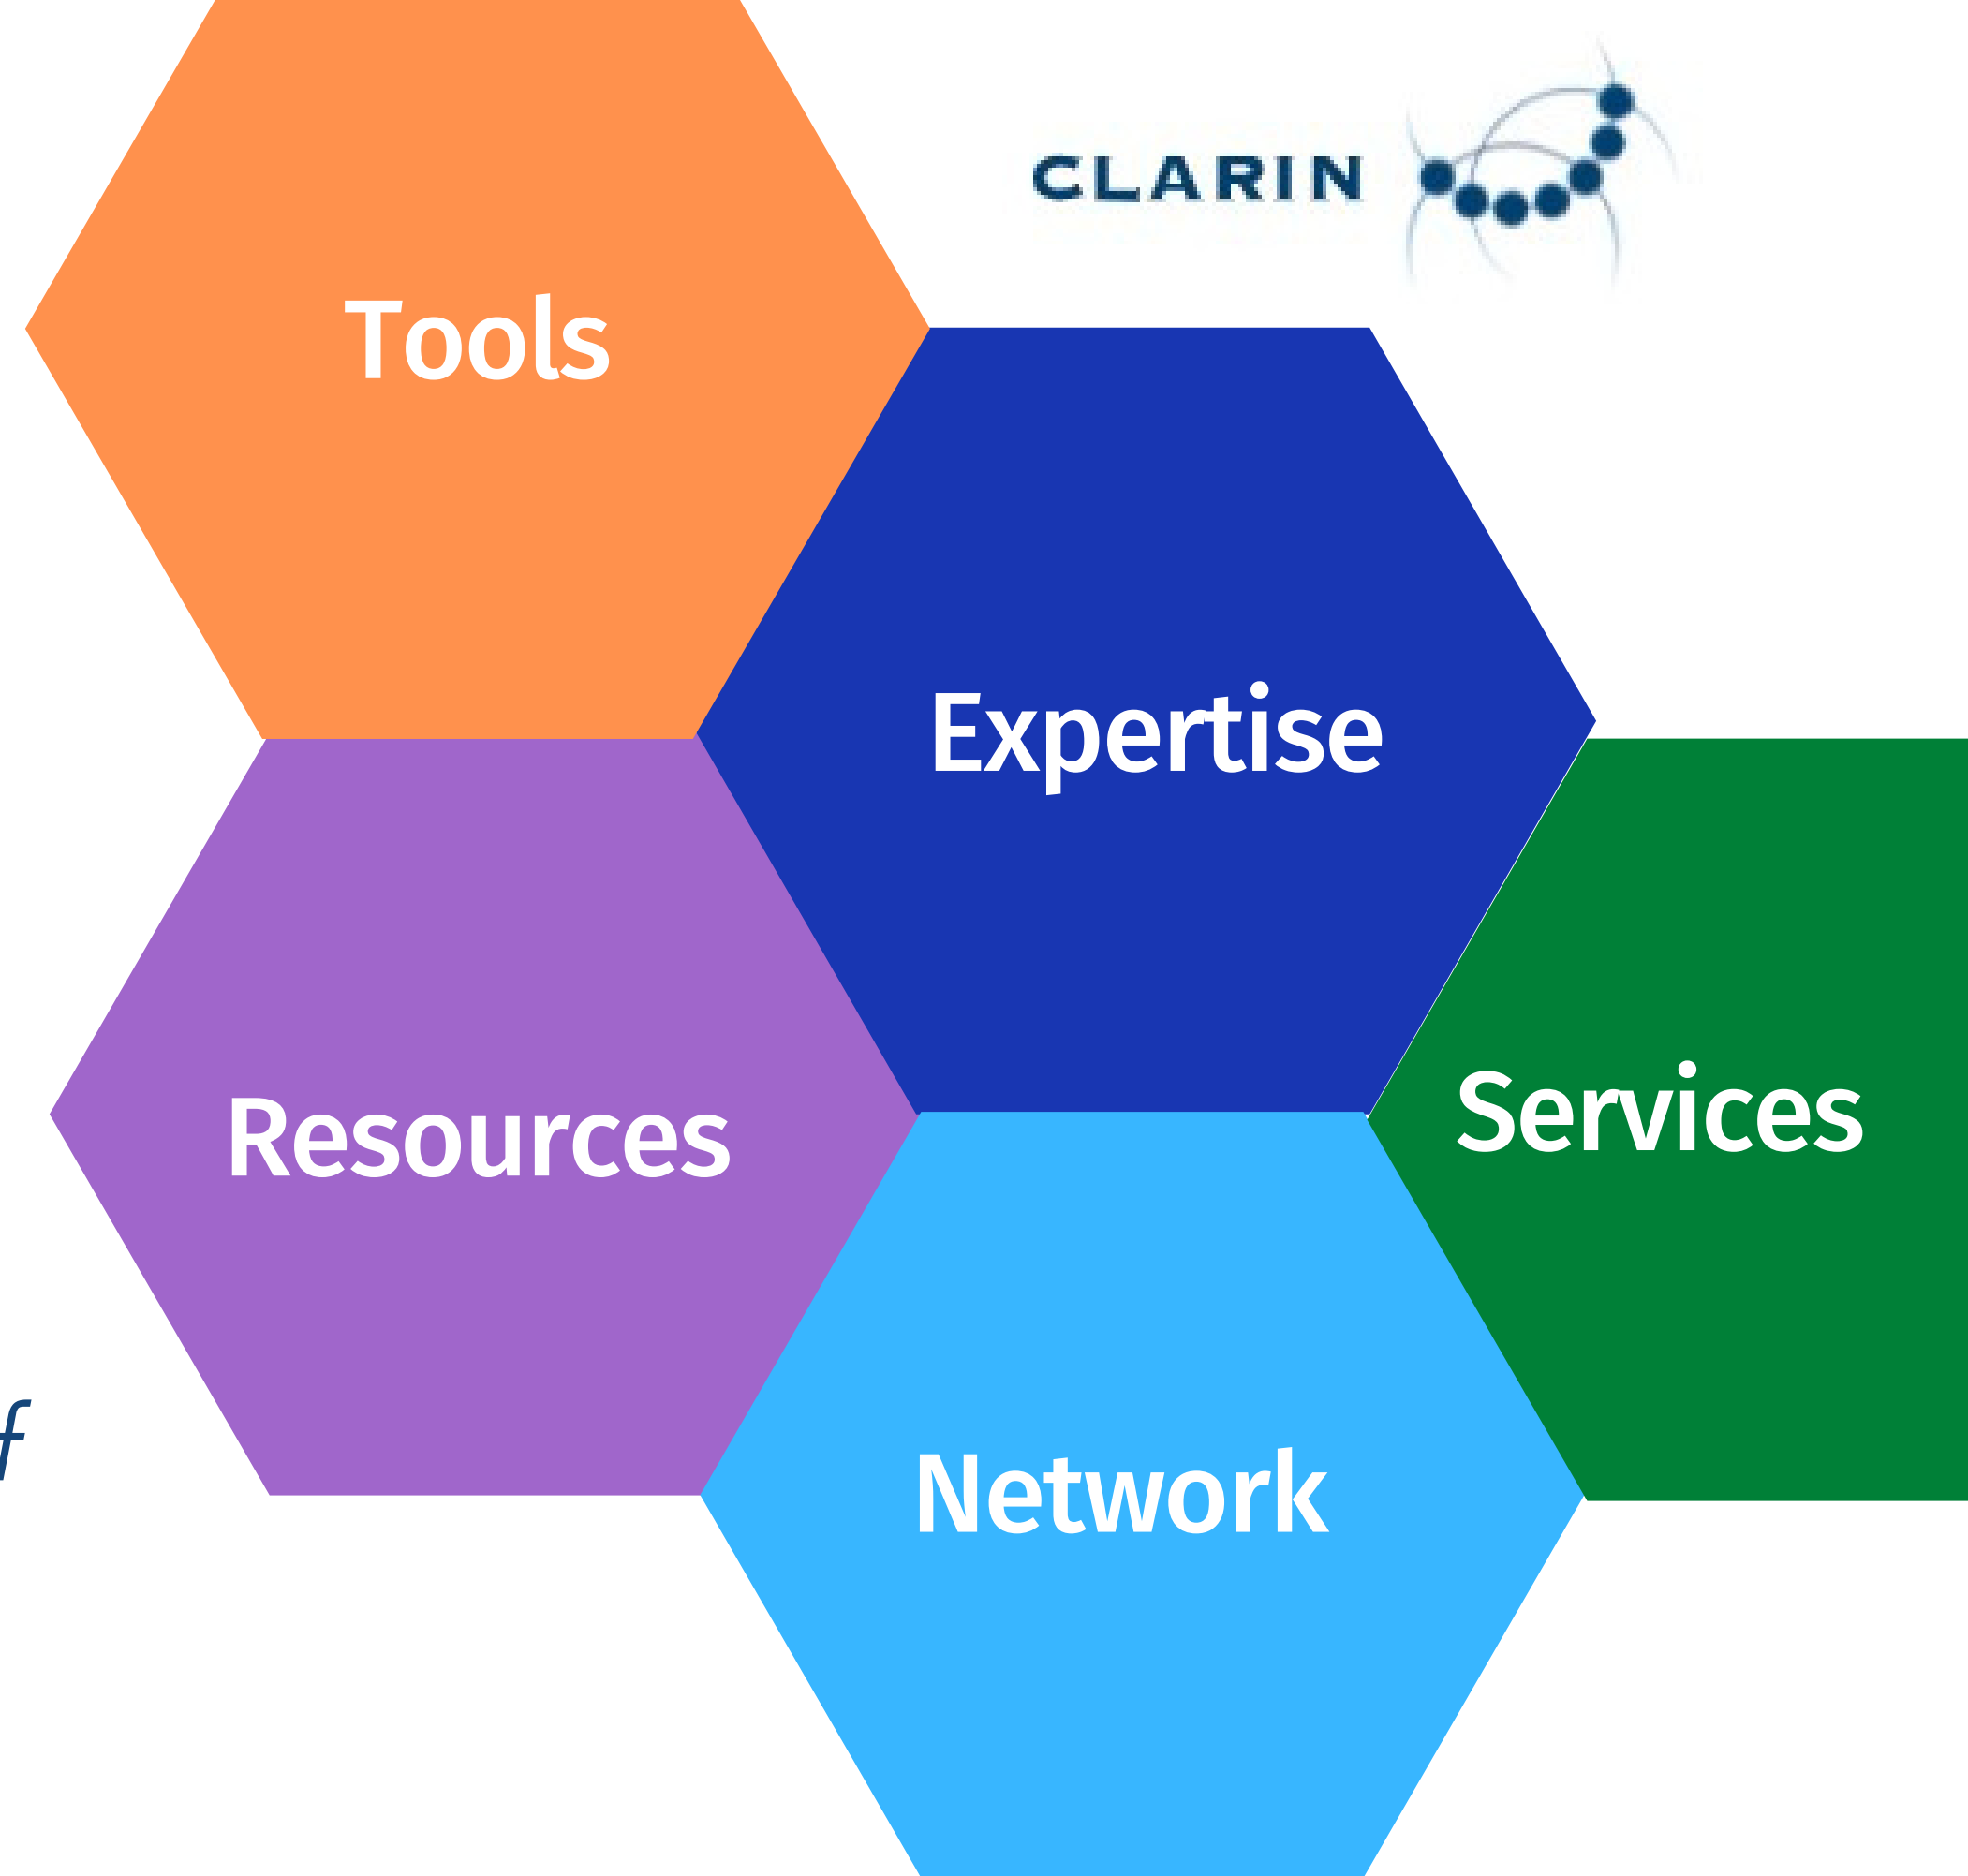 CLARIN
Tools
Expertise
Services
Resources
f
Network